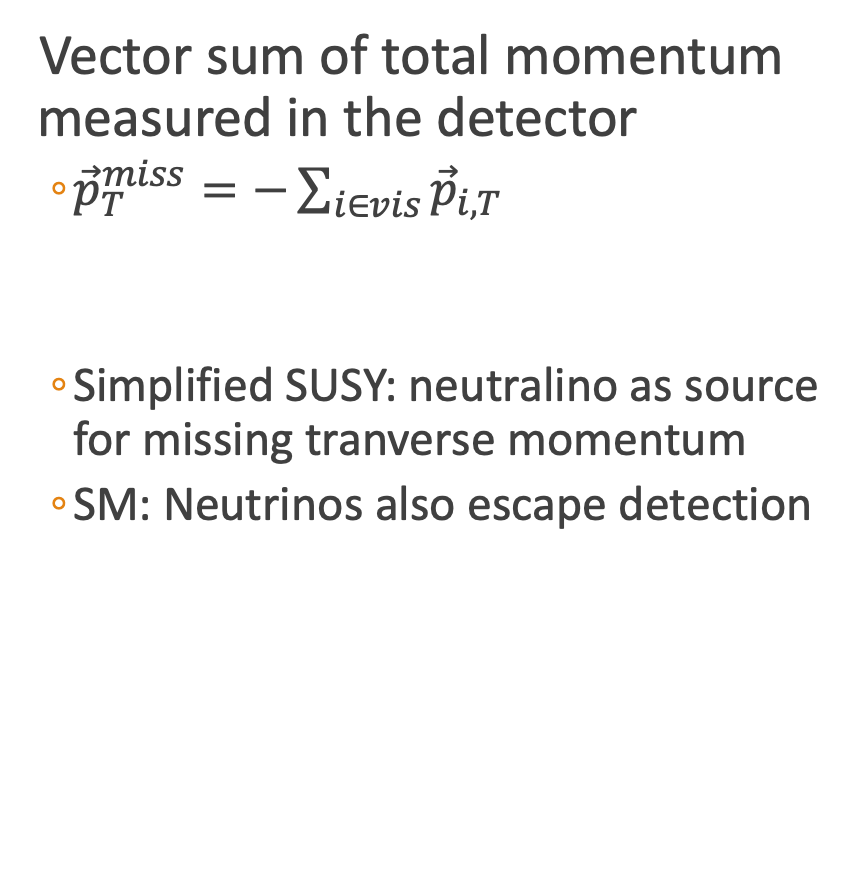 Vector sum of total momentum
measured in the detector
◦ p⃗_T^miss = − ∑_{i∈vis} p⃗_{i,T}
◦ Simplified SUSY: neutralino as source
for missing tranverse momentum
◦ SM: Neutrinos also escape detection